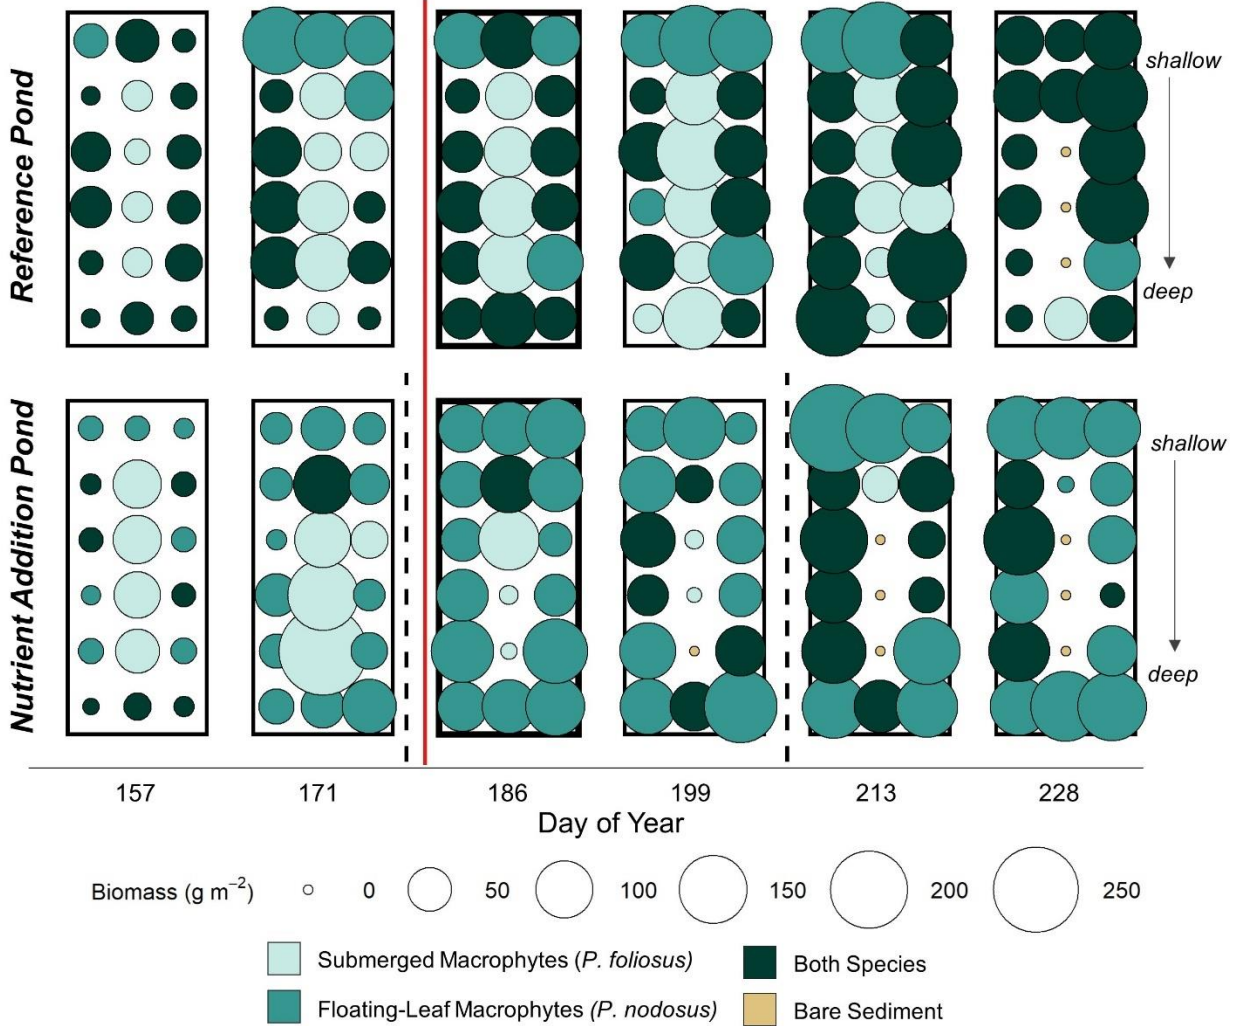 Reference Pond
shallow
deep
Nutrient Addition Pond
shallow
deep
157 171 186 199 213 228
Day of Year
Biomass (g m⁻²) 0 50 100 150 200 250
Submerged Macrophytes (P. foliosus) Both Species
Floating-Leaf Macrophytes (P. nodosus) Bare Sediment